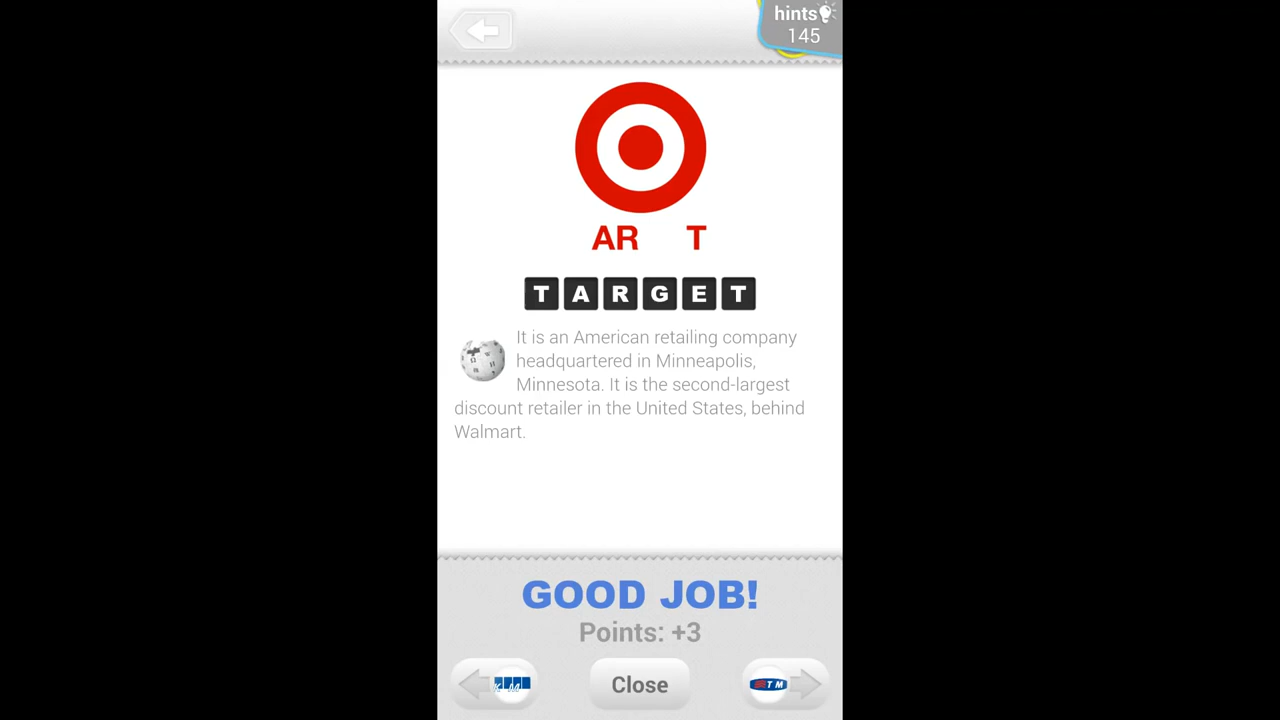 hints
145
AR T
TARGET
It is an American retailing company
headquartered in Minneapolis,
Minnesota. It is the second-largest
discount retailer in the United States, behind
Walmart.
GOOD JOB!
Points: +3
Close